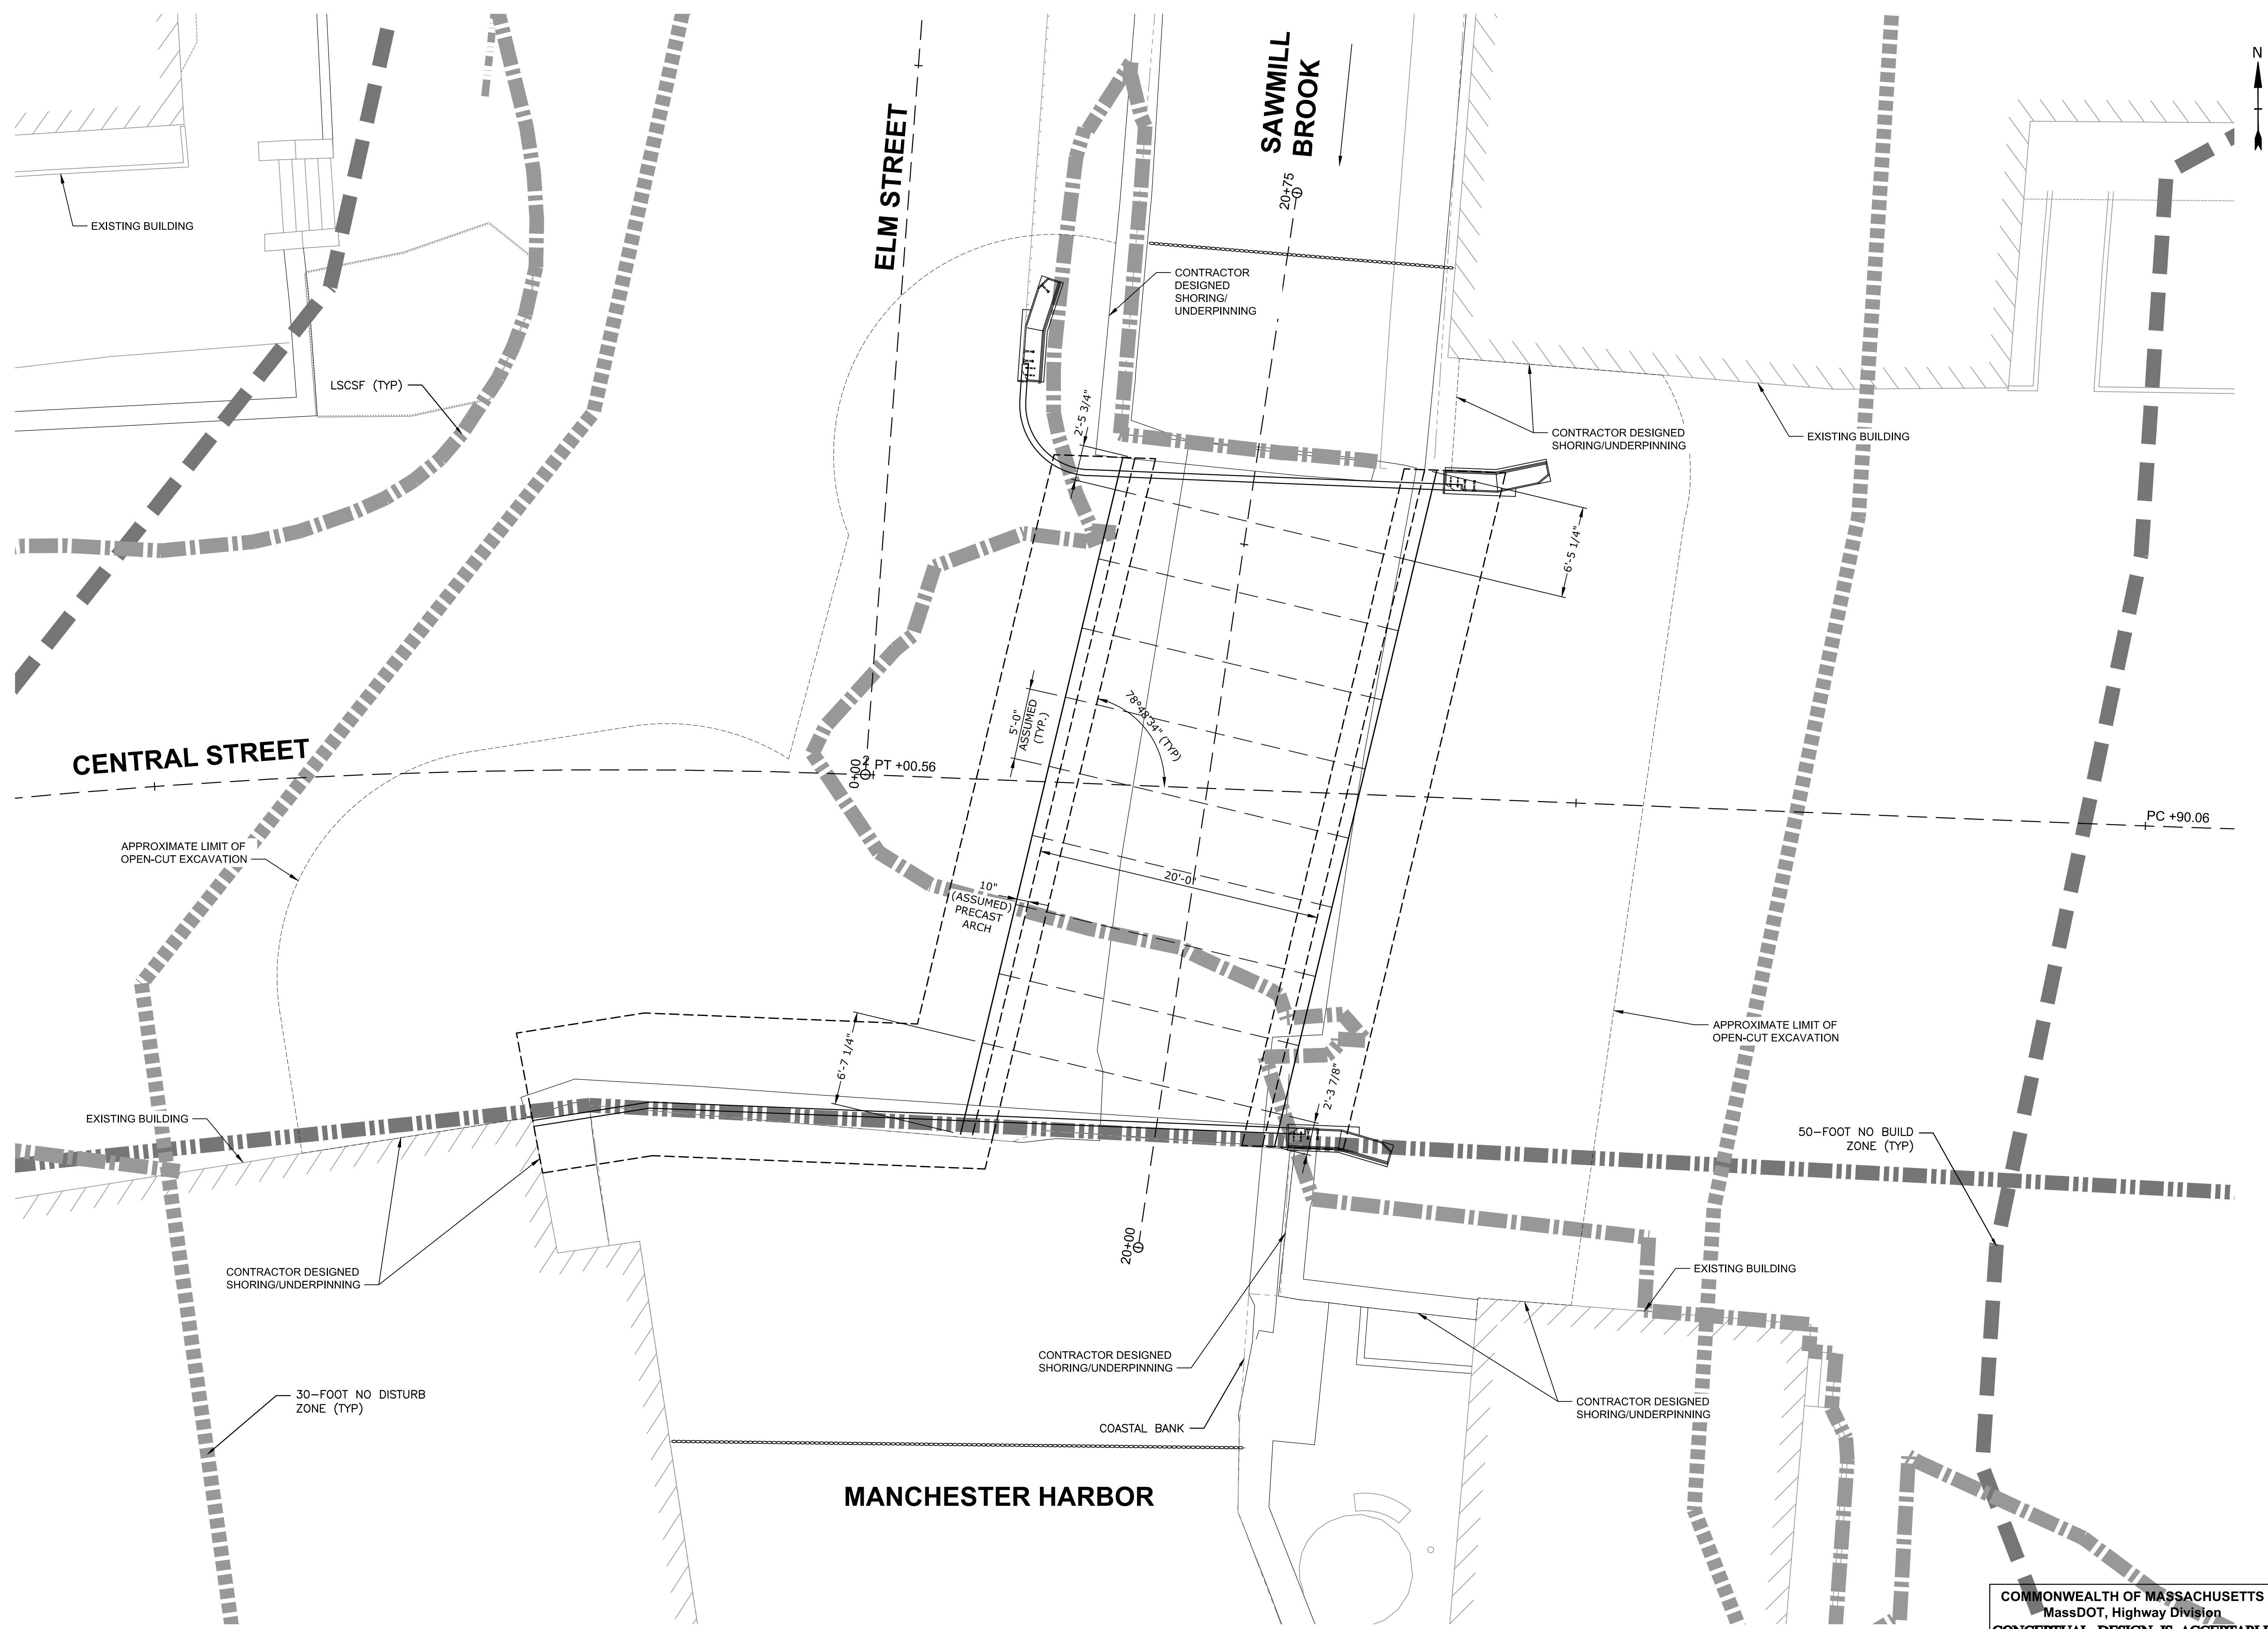 N
SAWMILL
BROOK
ELM STREET
20+75
EXISTING BUILDING
CONTRACTOR
DESIGNED
SHORING/
UNDERPINNING
LSCSF (TYP)
2'-5 3/4"
CONTRACTOR DESIGNED
SHORING/UNDERPINNING
EXISTING BUILDING
6'-5 1/4"
5'-0"
ASSUMED
(TYP.)
78°48'34" (TYP)
CENTRAL STREET
0+00
2
PT +00.56
PC +90.06
APPROXIMATE LIMIT OF
OPEN-CUT EXCAVATION
20'-0"
10"
(ASSUMED)
PRECAST
ARCH
APPROXIMATE LIMIT OF
OPEN-CUT EXCAVATION
6'-7 1/4"
2'-3 7/8"
EXISTING BUILDING
50-FOOT NO BUILD
ZONE (TYP)
20+00
CONTRACTOR DESIGNED
SHORING/UNDERPINNING
EXISTING BUILDING
CONTRACTOR DESIGNED
SHORING/UNDERPINNING
30-FOOT NO DISTURB
ZONE (TYP)
CONTRACTOR DESIGNED
SHORING/UNDERPINNING
COASTAL BANK
MANCHESTER HARBOR
COMMONWEALTH OF MASSACHUSETTS
MassDOT, Highway Division
CONCEPTUAL DESIGN IS ACCEPTABL